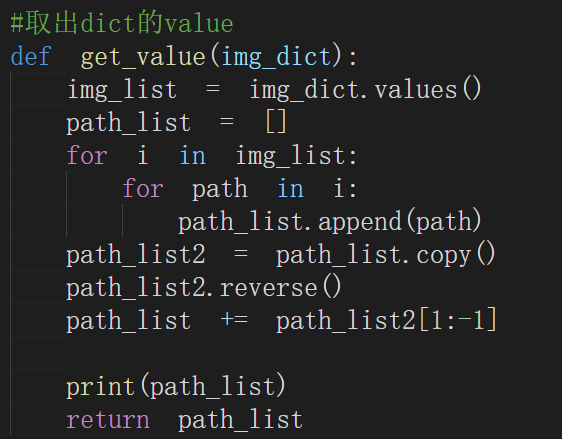 #取出dict的value
def get_value(img_dict):
    img_list = img_dict.values()
    path_list = []
    for i in img_list:
        for path in i:
            path_list.append(path)
    path_list2 = path_list.copy()
    path_list2.reverse()
    path_list += path_list2[1:-1]

    print(path_list)
    return path_list